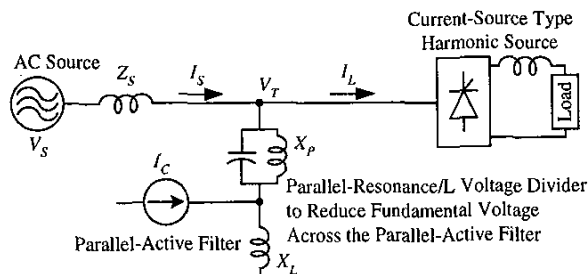 Current-Source Type
Harmonic Source
AC Source
Z_S
I_S
V_T
I_L
Load
V_S
X_P
I_C
Parallel-Resonance/L Voltage Divider
to Reduce Fundamental Voltage
Across the Parallel-Active Filter
Parallel-Active Filter
X_L